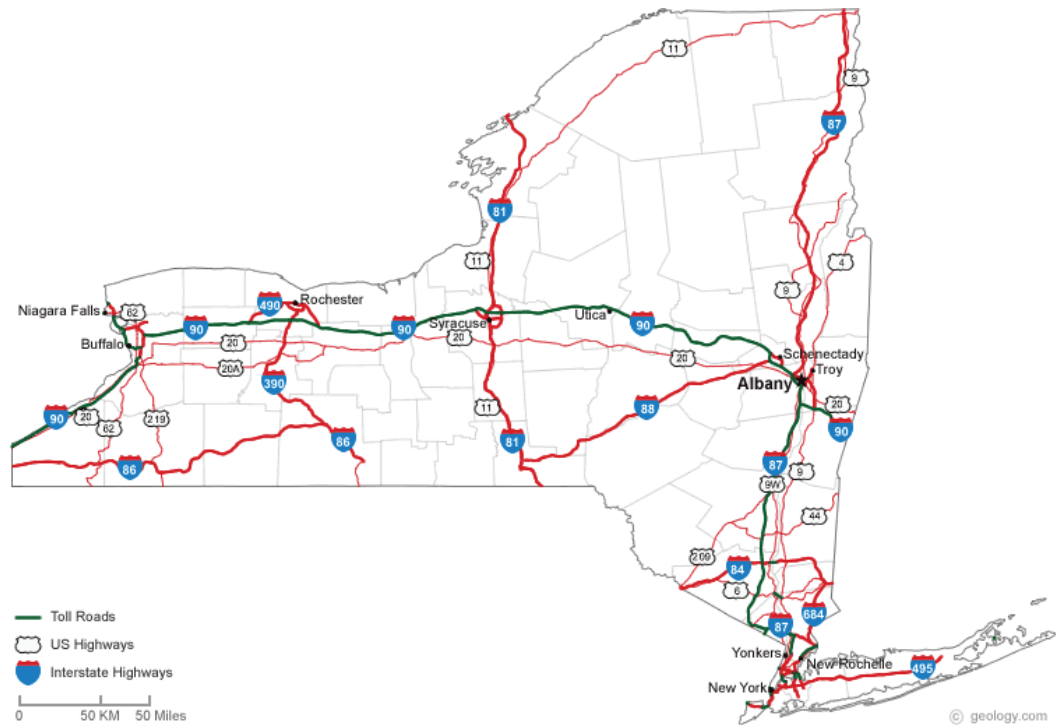 11
9
87
81
11
4
9
Niagara Falls
62
490
Rochester
90
90
Syracuse
Utica
90
Buffalo
20
20
20
Schenectady
20A
Troy
390
Albany
88
20
90
20
62
219
11
90
86
81
86
87
9
9W
44
209
84
6
684
87
Yonkers
New Rochelle
495
New York
Toll Roads
US Highways
Interstate Highways
0 50 KM 50 Miles
© geology.com